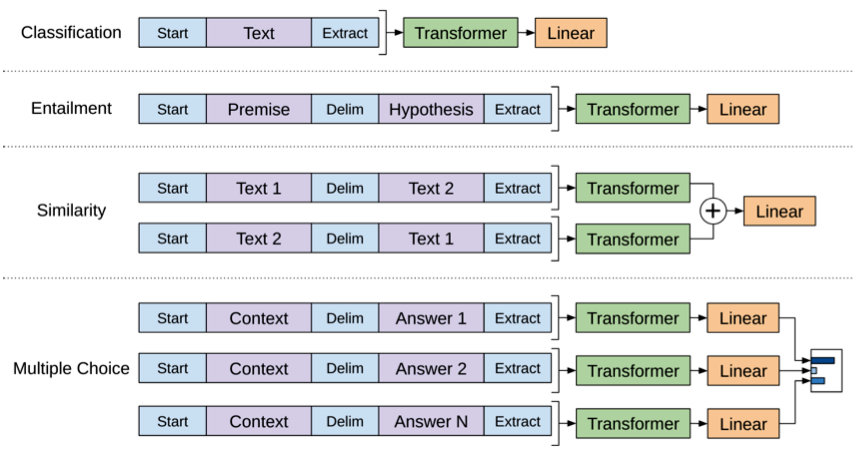 Classification Start Text Extract Transformer Linear
Entailment Start Premise Delim Hypothesis Extract Transformer Linear
Similarity
Start Text 1 Delim Text 2 Extract Transformer
+ Linear
Start Text 2 Delim Text 1 Extract Transformer
Multiple Choice
Start Context Delim Answer 1 Extract Transformer Linear
Start Context Delim Answer 2 Extract Transformer Linear
Start Context Delim Answer N Extract Transformer Linear